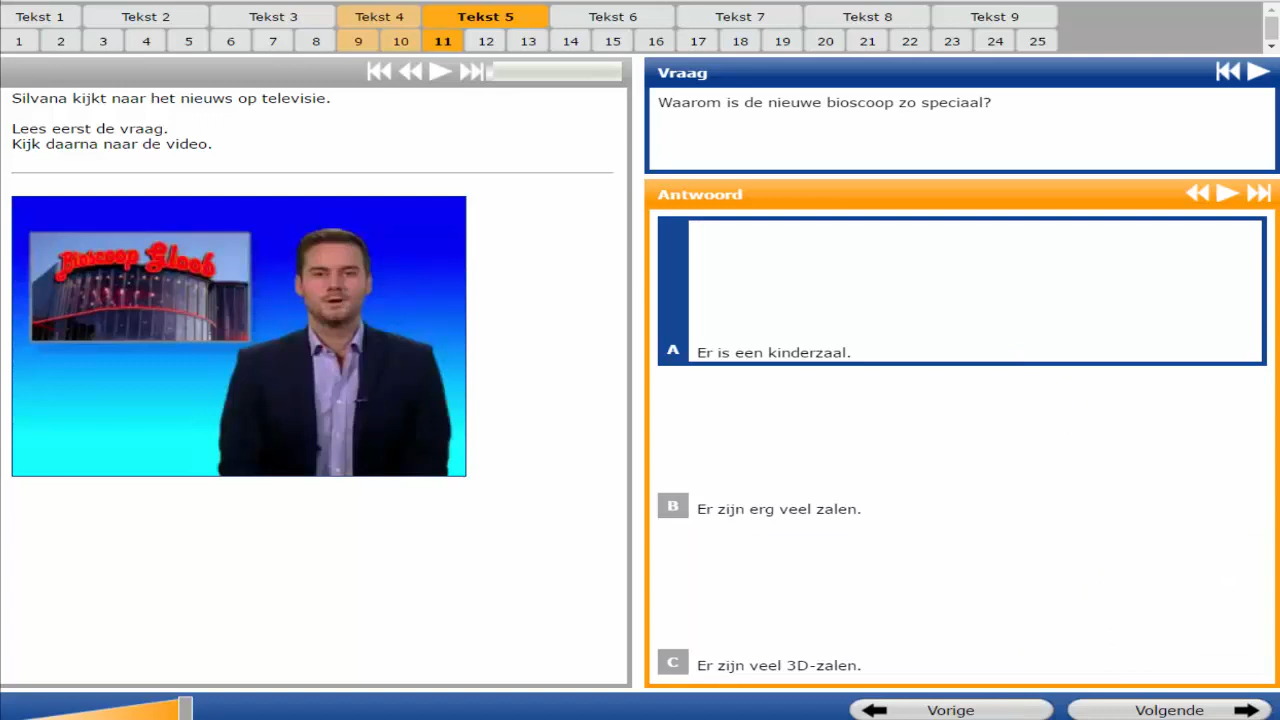 Tekst 1 Tekst 2 Tekst 3 Tekst 4 Tekst 5 Tekst 6 Tekst 7 Tekst 8 Tekst 9
1 2 3 4 5 6 7 8 9 10 11 12 13 14 15 16 17 18 19 20 21 22 23 24 25
Silvana kijkt naar het nieuws op televisie.
Lees eerst de vraag.
Kijk daarna naar de video.
Bioscoop
Vraag
Waarom is de nieuwe bioscoop zo speciaal?
Antwoord
A Er is een kinderzaal.
B Er zijn erg veel zalen.
C Er zijn veel 3D-zalen.
Vorige Volgende